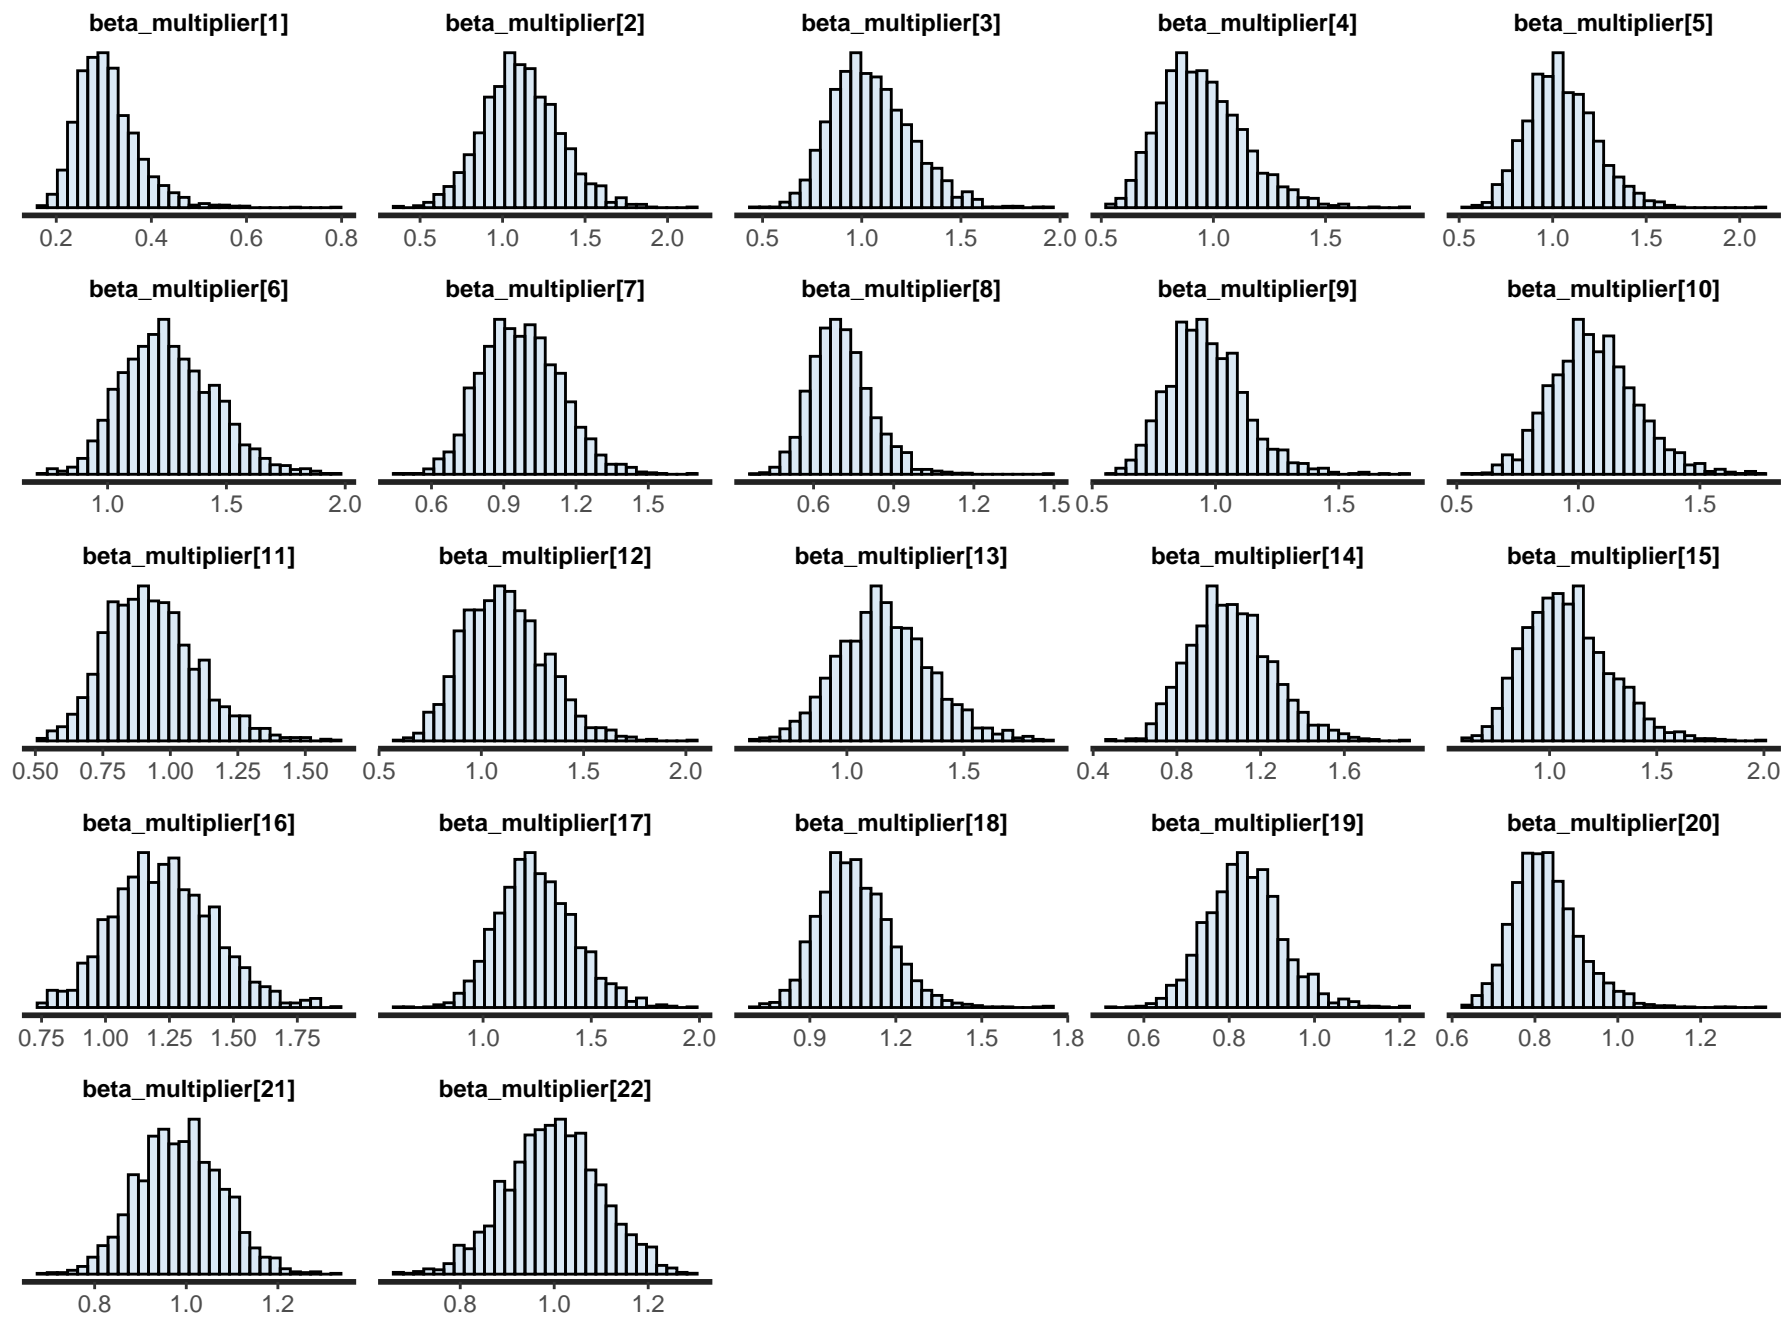 beta_multiplier[1] beta_multiplier[2] beta_multiplier[3] beta_multiplier[4] beta_multiplier[5]
0.2 0.4 0.6 0.8 0.5 1.0 1.5 2.0 0.5 1.0 1.5 2.0 0.5 1.0 1.5 0.5 1.0 1.5 2.0
beta_multiplier[6] beta_multiplier[7] beta_multiplier[8] beta_multiplier[9] beta_multiplier[10]
1.0 1.5 2.0 0.6 0.9 1.2 1.5 0.6 0.9 1.2 1.5 0.5 1.0 1.5 0.5 1.0 1.5
beta_multiplier[11] beta_multiplier[12] beta_multiplier[13] beta_multiplier[14] beta_multiplier[15]
0.50 0.75 1.00 1.25 1.50 0.5 1.0 1.5 2.0 1.0 1.5 0.4 0.8 1.2 1.6 1.0 1.5 2.0
beta_multiplier[16] beta_multiplier[17] beta_multiplier[18] beta_multiplier[19] beta_multiplier[20]
0.75 1.00 1.25 1.50 1.75 1.0 1.5 2.0 0.9 1.2 1.5 1.8 0.6 0.8 1.0 1.2 0.6 0.8 1.0 1.2
beta_multiplier[21] beta_multiplier[22]
0.8 1.0 1.2 0.8 1.0 1.2